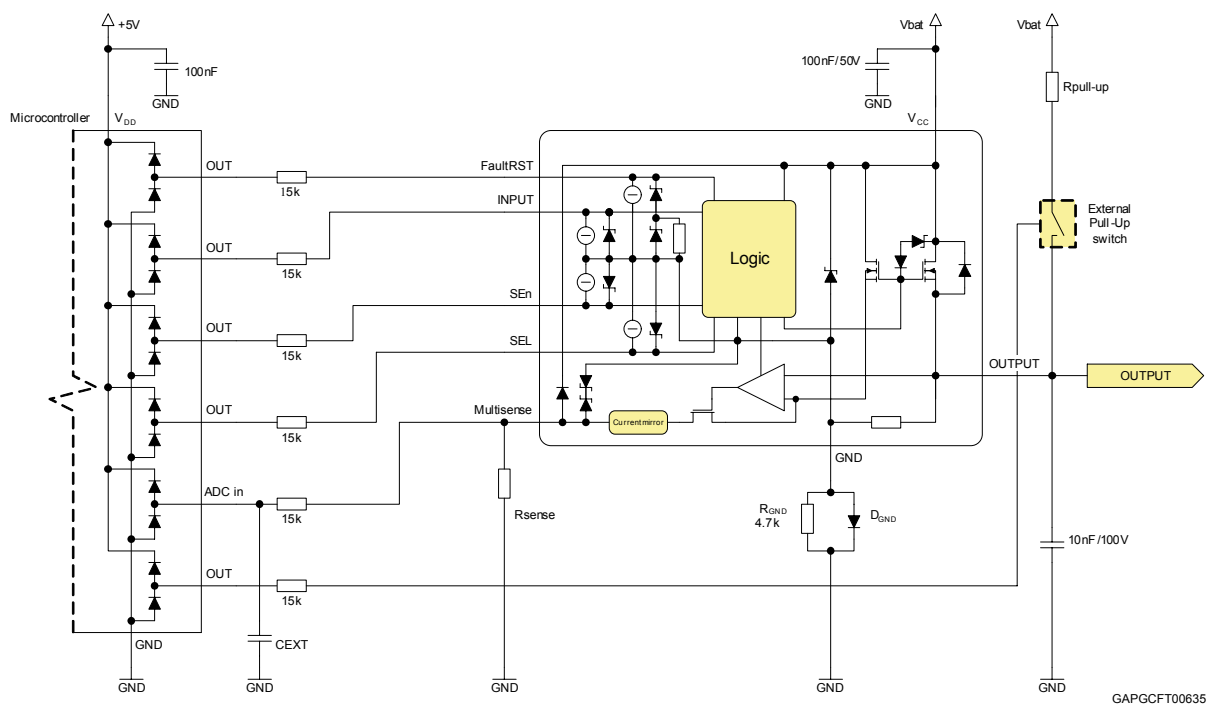 +5V
Vbat
Vbat
100nF
100nF/50V
Rpull-up
GND
GND
Microcontroller
VDD
VCC
OUT
15k
FaultRST
INPUT
OUT
15k
External
Pull-Up
switch
Logic
SEn
OUT
15k
SEL
OUTPUT
OUTPUT
OUT
15k
Multisense
Current mirror
GND
ADC in
15k
Rsense
RGND
4.7k
DGND
10nF/100V
OUT
15k
GND
CEXT
GND
GND
GND
GND
GND
GAPGCFT00635